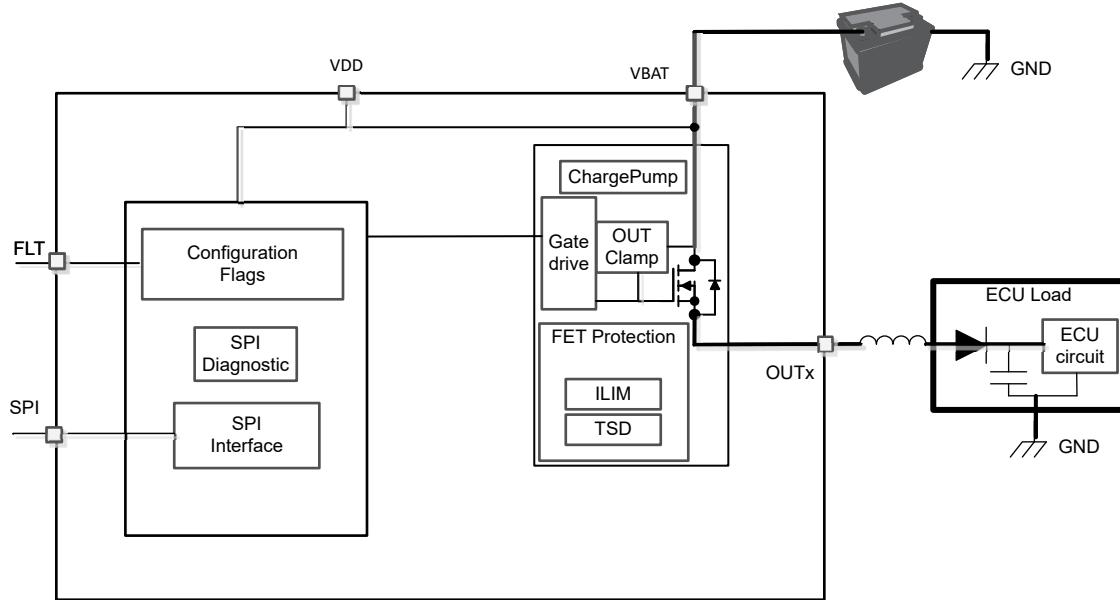 VDD
VBAT
GND
ChargePump
FLT
Configuration
Flags
Gate
drive
OUT
Clamp
SPI
Diagnostic
FET Protection
ECU Load
ECU
circuit
OUTx
ILIM
TSD
SPI
SPI
Interface
GND